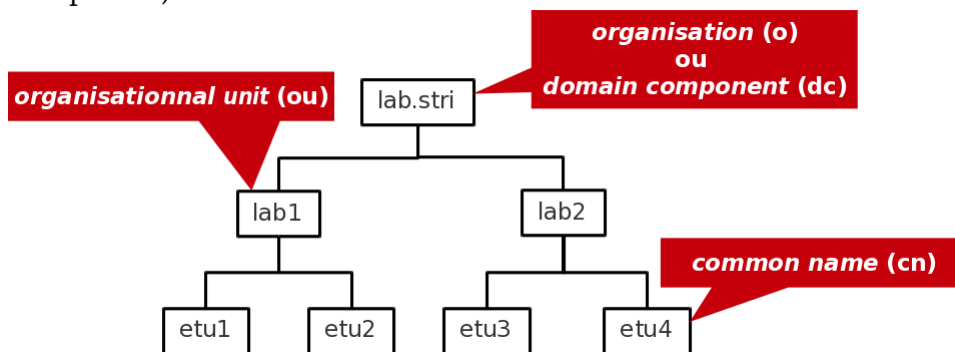 organisation (o)
ou
domain component (dc)
organisationnal unit (ou)
lab.stri
lab1
lab2
common name (cn)
etu1
etu2
etu3
etu4